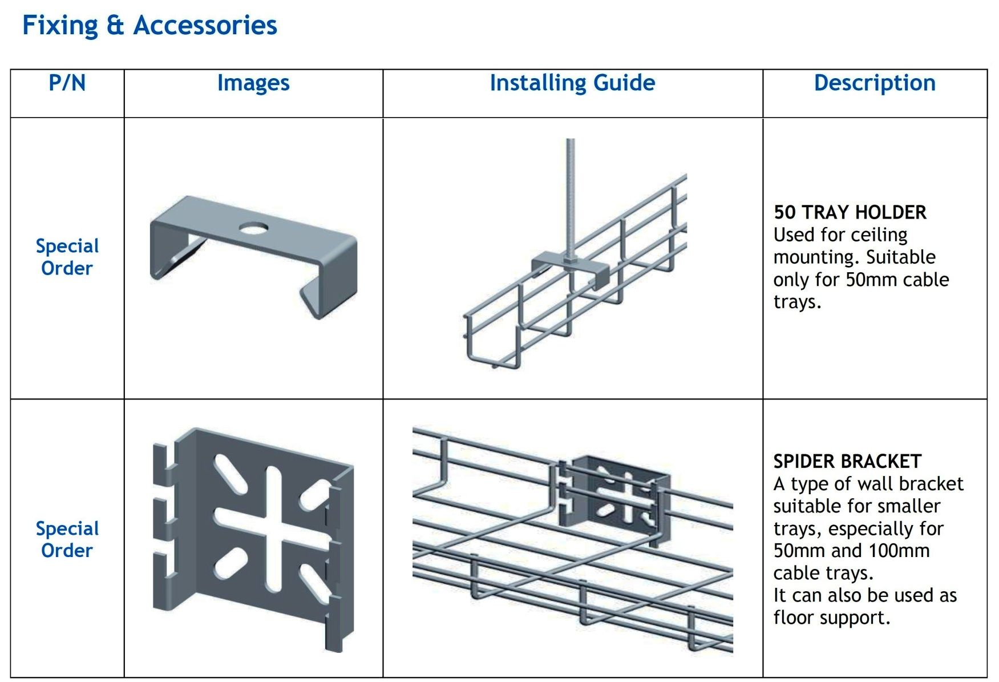 Fixing & Accessories
P/N
Images
Installing Guide
Description
Special
Order
50 TRAY HOLDER
Used for ceiling
mounting. Suitable
only for 50mm cable
trays.
Special
Order
SPIDER BRACKET
A type of wall bracket
suitable for smaller
trays, especially for
50mm and 100mm
cable trays.
It can also be used as
floor support.